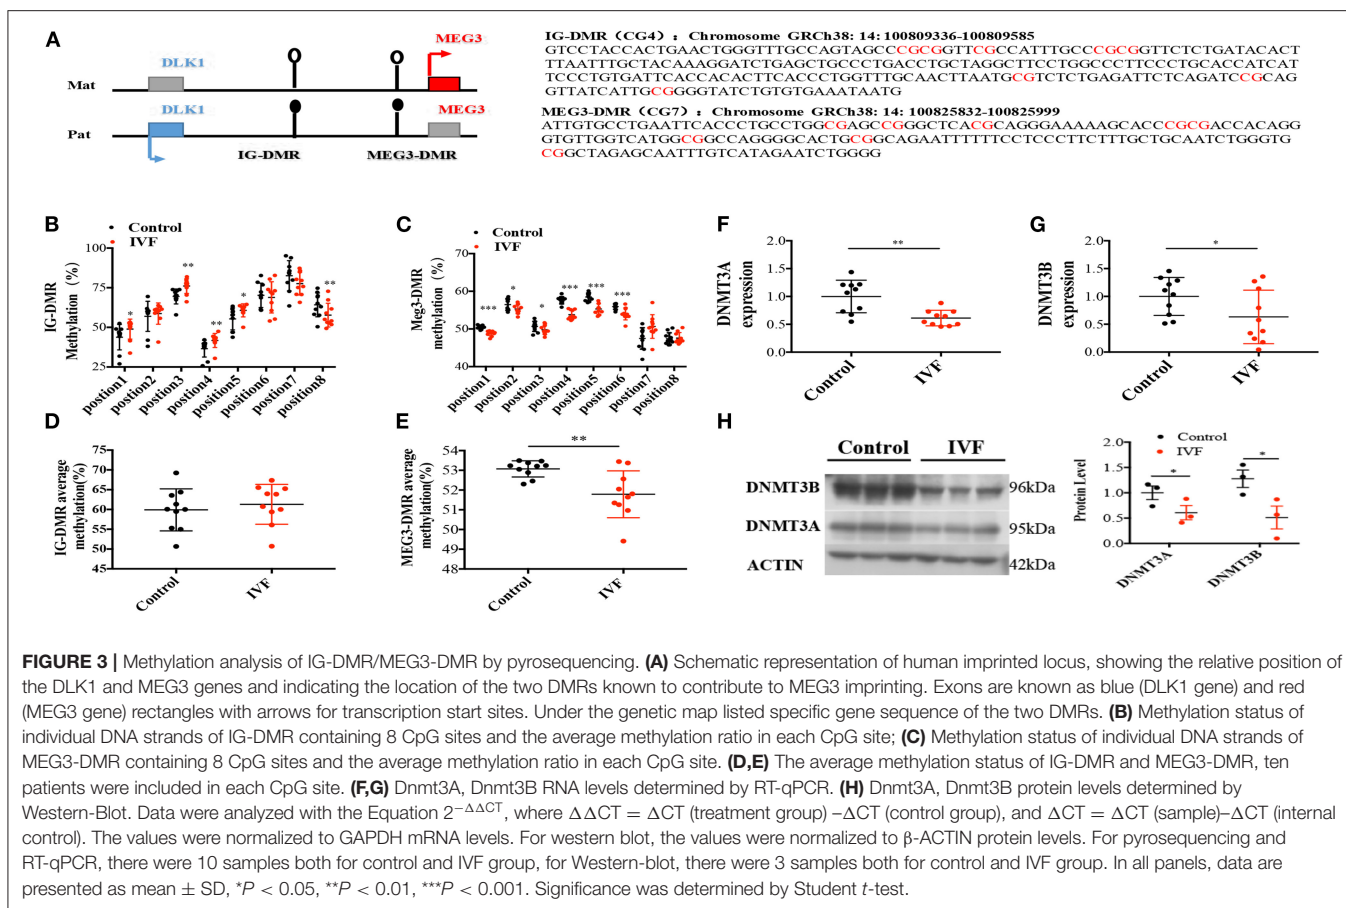 A
DLK1
MEG3
Mat
DLK1
MEG3
Pat
IG-DMR
MEG3-DMR
IG-DMR (CG4) : Chromosome GRCh38: 14: 100809336-100809585
GTCCTACCACTGAACTGGGTTTGCCAGTAGCCCGCGGTTCGCCATTTGCCCGCGGTTCTCTGATACACT
TTAATTTGCTACAAAGGATCTGAGCTGCCCTGACCTGCTAGGCTTCCTGGCCCTTCCCTGCACCATCAT
TCCCTGTGATTCACCACACTTCACCCTGGTTTGCAACTTAATGCGTCTCTGAGATTCTCAGATCCGCAG
GTTATCATTGCGGGGTATCTGTGTGAAATAATG
MEG3-DMR (CG7) : Chromosome GRCh38: 14: 100825832-100825999
ATTGTGCCTGAATTCACCCTGCCTGGCGAGCCGGGCTCACGCAGGGAAAAAGCACCCGCGACCACAGG
GTGTTGGTCATGGCGGCCAGGGGCACTGCGGCAGAATTTTTTCCTCCCTTCTTTGCTGCAATCTGGGTG
CGGCTAGAGCAATTTGTCATAGAATCTGGGG
B
Control
IVF
IG-DMR
Methylation (%)
100
75
50
25
*
**
**
*
**
postion1
postion2
postion3
postion4
postion5
postion6
postion7
postion8
C
Control
IVF
Meg3-DMR
methylation (%)
70
60
50
40
***
*
*
***
***
***
postion1
postion2
postion3
postion4
postion5
postion6
postion7
postion8
F
DNMT3A
expression
2.0
1.5
1.0
0.5
0.0
**
Control
IVF
G
DNMT3B
expression
2.0
1.5
1.0
0.5
0.0
*
Control
IVF
D
IG-DMR average
methylation(%)
75
70
65
60
55
50
45
Control
IVF
E
MEG3-DMR average
methylation(%)
54
53
52
51
50
49
48
**
Control
IVF
H
Control IVF
DNMT3B 96kDa
DNMT3A 95kDa
ACTIN 42kDa
Control
IVF
Protein Level
2.0
1.5
1.0
0.5
0.0
*
*
DNMT3A
DNMT3B
FIGURE 3 | Methylation analysis of IG-DMR/MEG3-DMR by pyrosequencing. (A) Schematic representation of human imprinted locus, showing the relative position of
the DLK1 and MEG3 genes and indicating the location of the two DMRs known to contribute to MEG3 imprinting. Exons are known as blue (DLK1 gene) and red
(MEG3 gene) rectangles with arrows for transcription start sites. Under the genetic map listed specific gene sequence of the two DMRs. (B) Methylation status of
individual DNA strands of IG-DMR containing 8 CpG sites and the average methylation ratio in each CpG site; (C) Methylation status of individual DNA strands of
MEG3-DMR containing 8 CpG sites and the average methylation ratio in each CpG site. (D,E) The average methylation status of IG-DMR and MEG3-DMR, ten
patients were included in each CpG site. (F,G) Dnmt3A, Dnmt3B RNA levels determined by RT-qPCR. (H) Dnmt3A, Dnmt3B protein levels determined by
Western-Blot. Data were analyzed with the Equation 2−ΔΔCT, where ΔΔCT = ΔCT (treatment group) –ΔCT (control group), and ΔCT = ΔCT (sample)–ΔCT (internal
control). The values were normalized to GAPDH mRNA levels. For western blot, the values were normalized to β-ACTIN protein levels. For pyrosequencing and
RT-qPCR, there were 10 samples both for control and IVF group, for Western-blot, there were 3 samples both for control and IVF group. In all panels, data are
presented as mean ± SD, *P < 0.05, **P < 0.01, ***P < 0.001. Significance was determined by Student t-test.